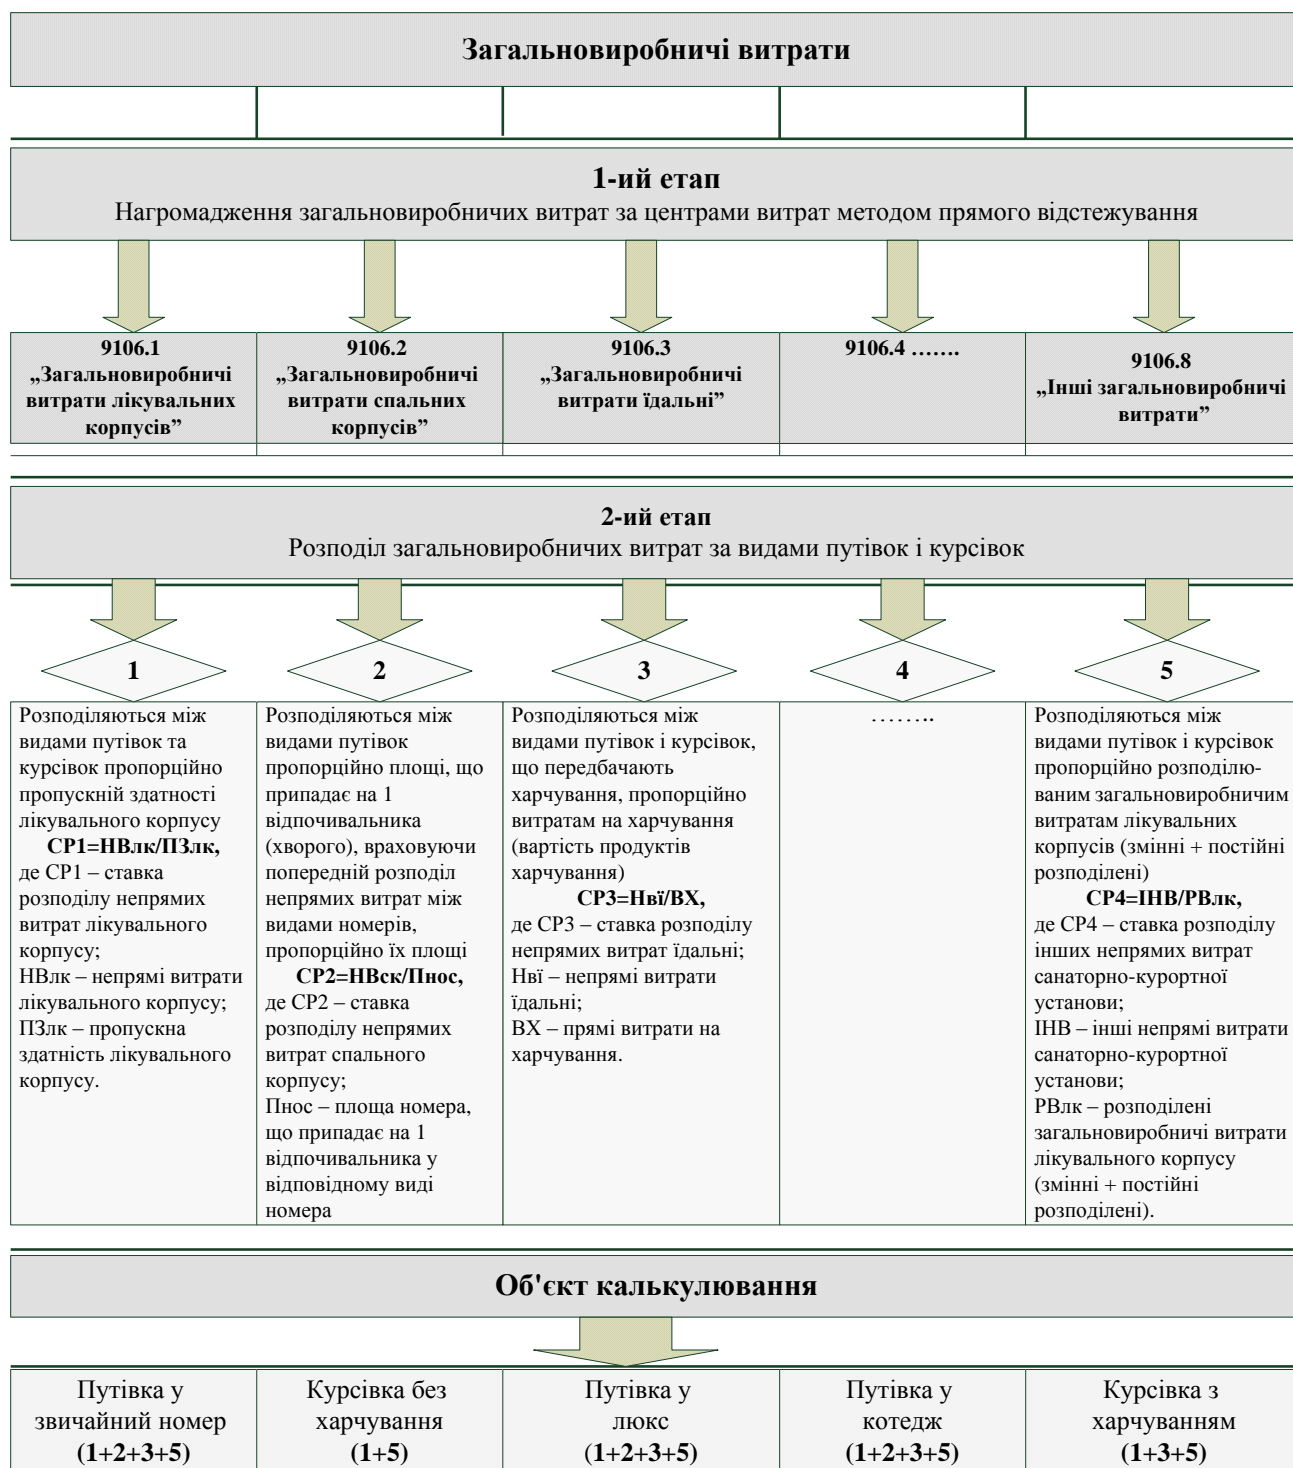 Загальновиробничі витрати
1-ий етап
Нагромадження загальновиробничих витрат за центрами витрат методом прямого відстежування
9106.1
„Загальновиробничі
витрати лікувальних
корпусів”
9106.2
„Загальновиробничі
витрати спальних
корпусів”
9106.3
„Загальновиробничі
витрати їдальні”
9106.4 …….
9106.8
„Інші загальновиробничі
витрати”
2-ий етап
Розподіл загальновиробничих витрат за видами путівок і курсівок
1
2
3
4
5
Розподіляються між
видами путівок та
курсівок пропорційно
пропускній здатності
лікувального корпусу
СР1=НВлк/ПЗлк,
де СР1 – ставка
розподілу непрямих
витрат лікувального
корпусу;
НВлк – непрямі витрати
лікувального корпусу;
ПЗлк – пропускна
здатність лікувального
корпусу.
Розподіляються між
видами путівок
пропорційно площі, що
припадає на 1
відпочивальника
(хворого), враховуючи
попередній розподіл
непрямих витрат між
видами номерів,
пропорційно їх площі
СР2=НВск/Пнос,
де СР2 – ставка
розподілу непрямих
витрат спального
корпусу;
Пнос – площа номера,
що припадає на 1
відпочивальника у
відповідному виді
номера
Розподіляються між
видами путівок і курсівок,
що передбачають
харчування, пропорційно
витратам на харчування
(вартість продуктів
харчування)
СР3=Нвї/ВХ,
де СР3 – ставка розподілу
непрямих витрат їдальні;
Нвї – непрямі витрати
їдальні;
ВХ – прямі витрати на
харчування.
……..
Розподіляються між
видами путівок і курсівок
пропорційно розподілю-
ваним загальновиробничим
витратам лікувальних
корпусів (змінні + постійні
розподілені)
СР4=ІНВ/РВлк,
де СР4 – ставка розподілу
інших непрямих витрат
санаторно-курортної
установи;
ІНВ – інші непрямі витрати
санаторно-курортної
установи;
РВлк – розподілені
загальновиробничі витрати
лікувального корпусу
(змінні + постійні
розподілені).
Об'єкт калькулювання
Путівка у
звичайний номер
(1+2+3+5)
Курсівка без
харчування
(1+5)
Путівка у
люкс
(1+2+3+5)
Путівка у
котедж
(1+2+3+5)
Курсівка з
харчуванням
(1+3+5)